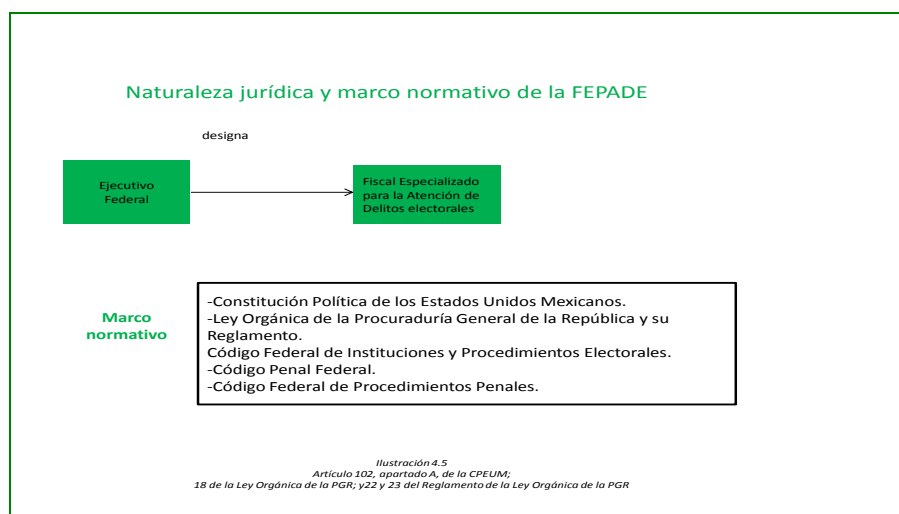 Naturaleza jurídica y marco normativo de la FEPADE
designa
Ejecutivo
Federal
Fiscal Especializado
para la Atención de
Delitos electorales
Marco
normativo
-Constitución Política de los Estados Unidos Mexicanos.
-Ley Orgánica de la Procuraduría General de la República y su
Reglamento.
Código Federal de Instituciones y Procedimientos Electorales.
-Código Penal Federal.
-Código Federal de Procedimientos Penales.
Ilustración 4.5
Artículo 102, apartado A, de la CPEUM;
18 de la Ley Orgánica de la PGR; y22 y 23 del Reglamento de la Ley Orgánica de la PGR